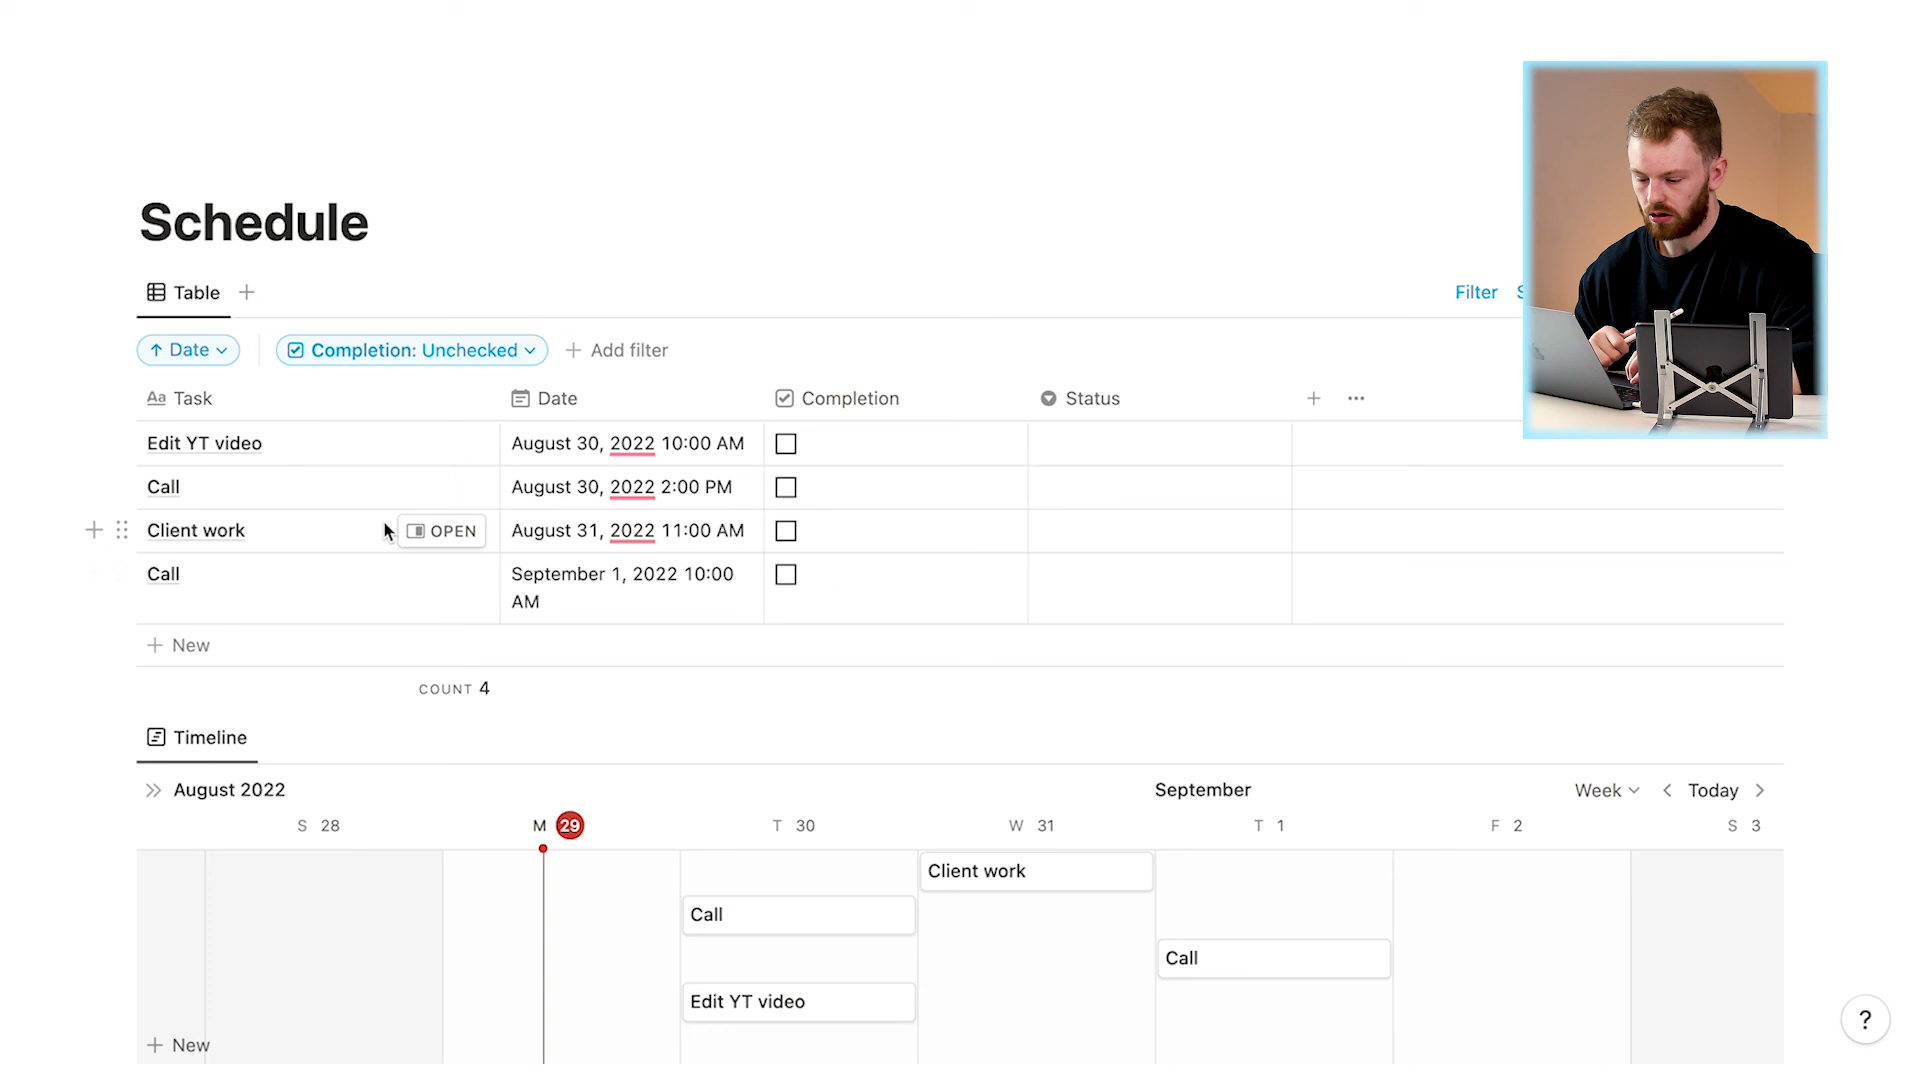 Schedule
Table
Filter
Date
Completion: Unchecked
Add filter
Aa Task
Date
Completion
Status
Edit YT video
August 30, 2022 10:00 AM
Call
August 30, 2022 2:00 PM
Client work
OPEN
August 31, 2022 11:00 AM
Call
September 1, 2022 10:00
AM
New
COUNT 4
Timeline
August 2022
September
Week
Today
S 28
M 29
T 30
W 31
T 1
F 2
S 3
Client work
Call
Call
Edit YT video
New
?